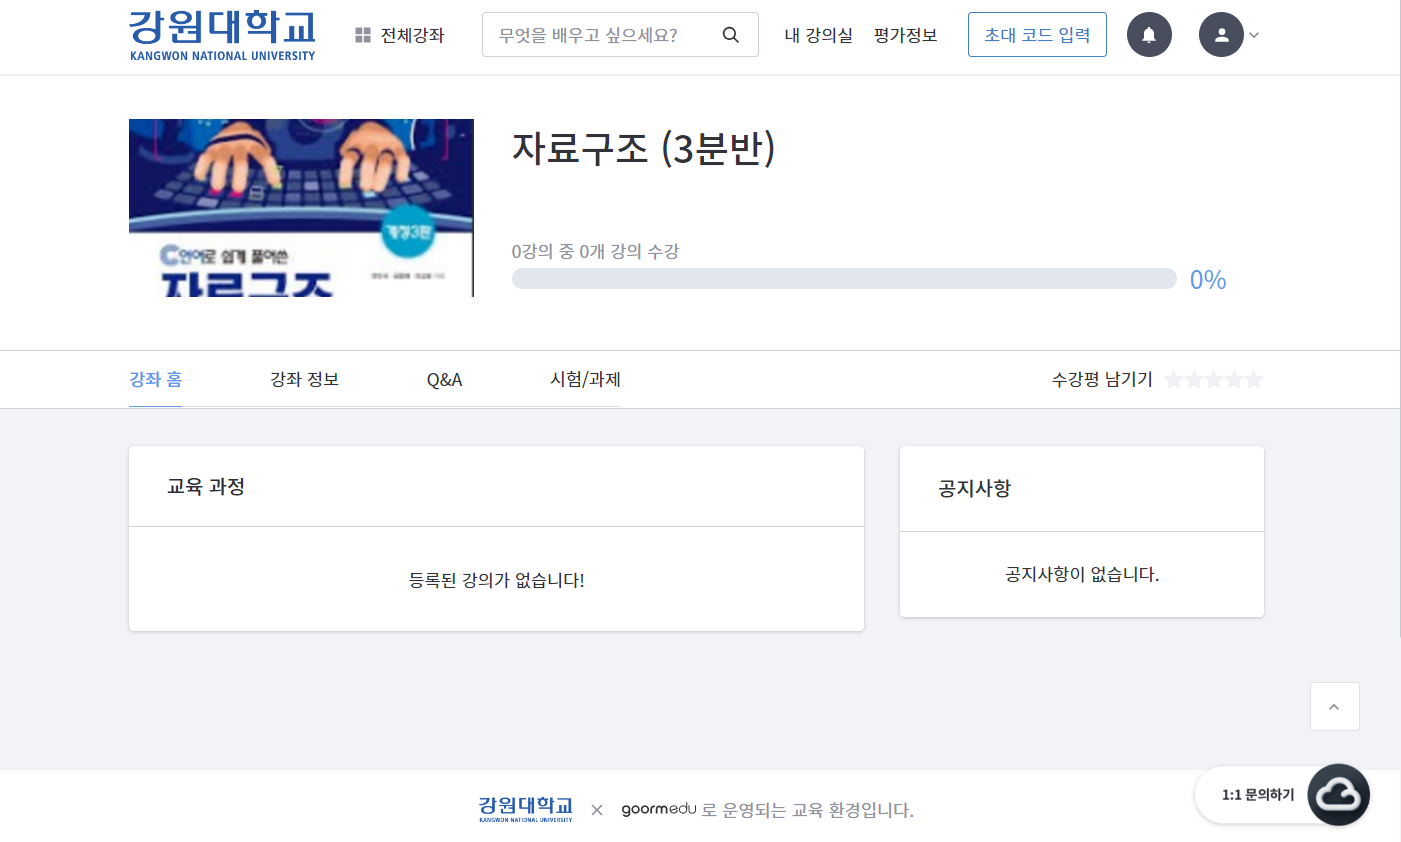 강원대학교
KANGWON NATIONAL UNIVERSITY
전체강좌
무엇을 배우고 싶으세요?
내 강의실
평가정보
초대 코드 입력
개정3판
C언어로 쉽게 풀어쓴
자료구조
자료구조 (3분반)
0강의 중 0개 강의 수강
0%
강좌 홈
강좌 정보
Q&A
시험/과제
수강평 남기기
교육 과정
등록된 강의가 없습니다!
공지사항
공지사항이 없습니다.
1:1 문의하기
강원대학교
KANGWON NATIONAL UNIVERSITY
goormedu 로 운영되는 교육 환경입니다.